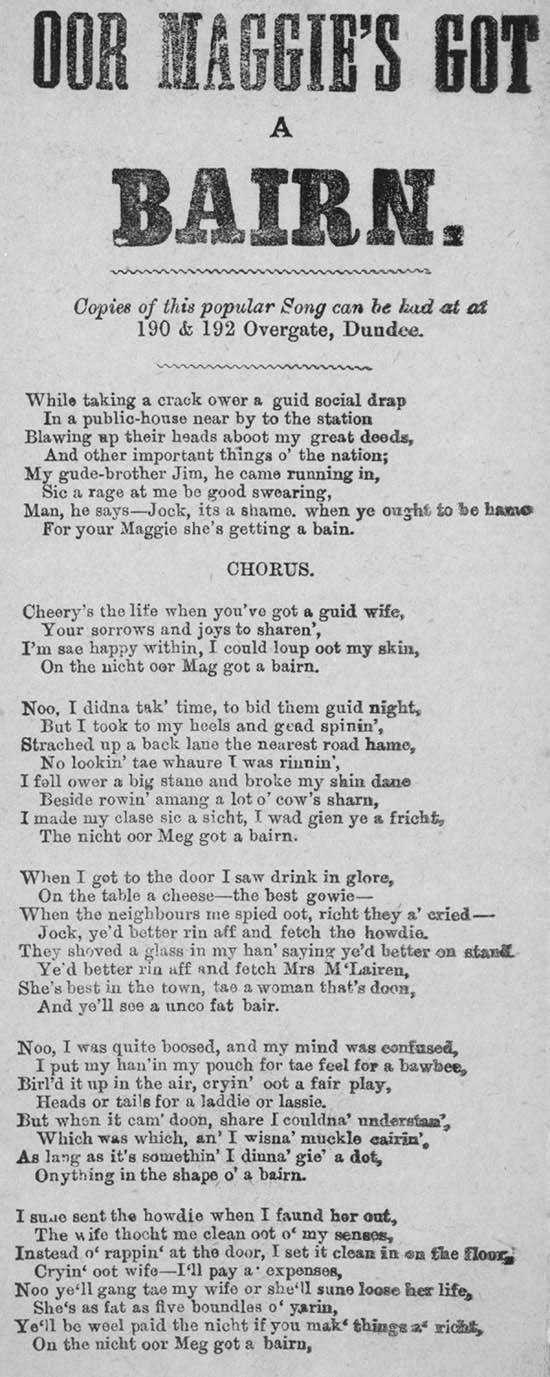 OOR MAGGIE'S GOT
A
BAIRN.
Copies of this popular Song can be had at at
190 & 192 Overgate, Dundee.
While taking a crack ower a guid social drap
In a public-house near by to the station
Blawing up their heads aboot my great deeds,
And other important things o' the nation;
My gude-brother Jim, he came running in,
Sic a rage at me be good swearing,
Man, he says—Jock, its a shame. when ye ought to be hame
For your Maggie she's getting a bain.
CHORUS.
Cheery's the life when you've got a guid wife,
Your sorrows and joys to sharen',
I'm sae happy within, I could loup oot my skin,
On the nicht oor Mag got a bairn.
Noo, I didna tak' time, to bid them guid night,
But I took to my heels and gead spinin',
Strached up a back lane the nearest road hame,
No lookin' tae whaure I was rinnin',
I fell ower a big stane and broke my shin dane
Beside rowin' amang a lot o' cow's sharn,
I made my clase sic a sicht, I wad gien ye a fricht,
The nicht oor Meg got a bairn.
When I got to the door I saw drink in glore,
On the table a cheese—the best gowie—
When the neighbours me spied oot, richt they a' cried—
Jock, ye'd better rin aff and fetch the howdie.
They shoved a glass in my han' saying ye'd better on stand
Ye'd better rin aff and fetch Mrs M'Lairen,
She's best in the town, tae a woman that's doon,
And ye'll see a unco fat bair.
Noo, I was quite boosed, and my mind was confused,
I put my han'in my pouch for tae feel for a bawbee,
Birl'd it up in the air, cryin' oot a fair play,
Heads or tails for a laddie or lassie.
But when it cam' doon, share I couldna' understan',
Which was which, an' I wisna' muckle cairin',
As lang as it's somethin' I dinna' gie' a dot,
Onything in the shape o' a bairn.
I sune sent the howdie when I faund her out,
The wife thocht me clean oot o' my senses,
Instead o' rappin' at the door, I set it clean in on the floor,
Cryin' oot wife—I'll pay a' expenses,
Noo ye'll gang tae my wife or she'll sune loose her life,
She's as fat as five boundles o' yarin,
Ye'll be weel paid the nicht if you mak' things a' richt,
On the nicht oor Meg got a bairn,